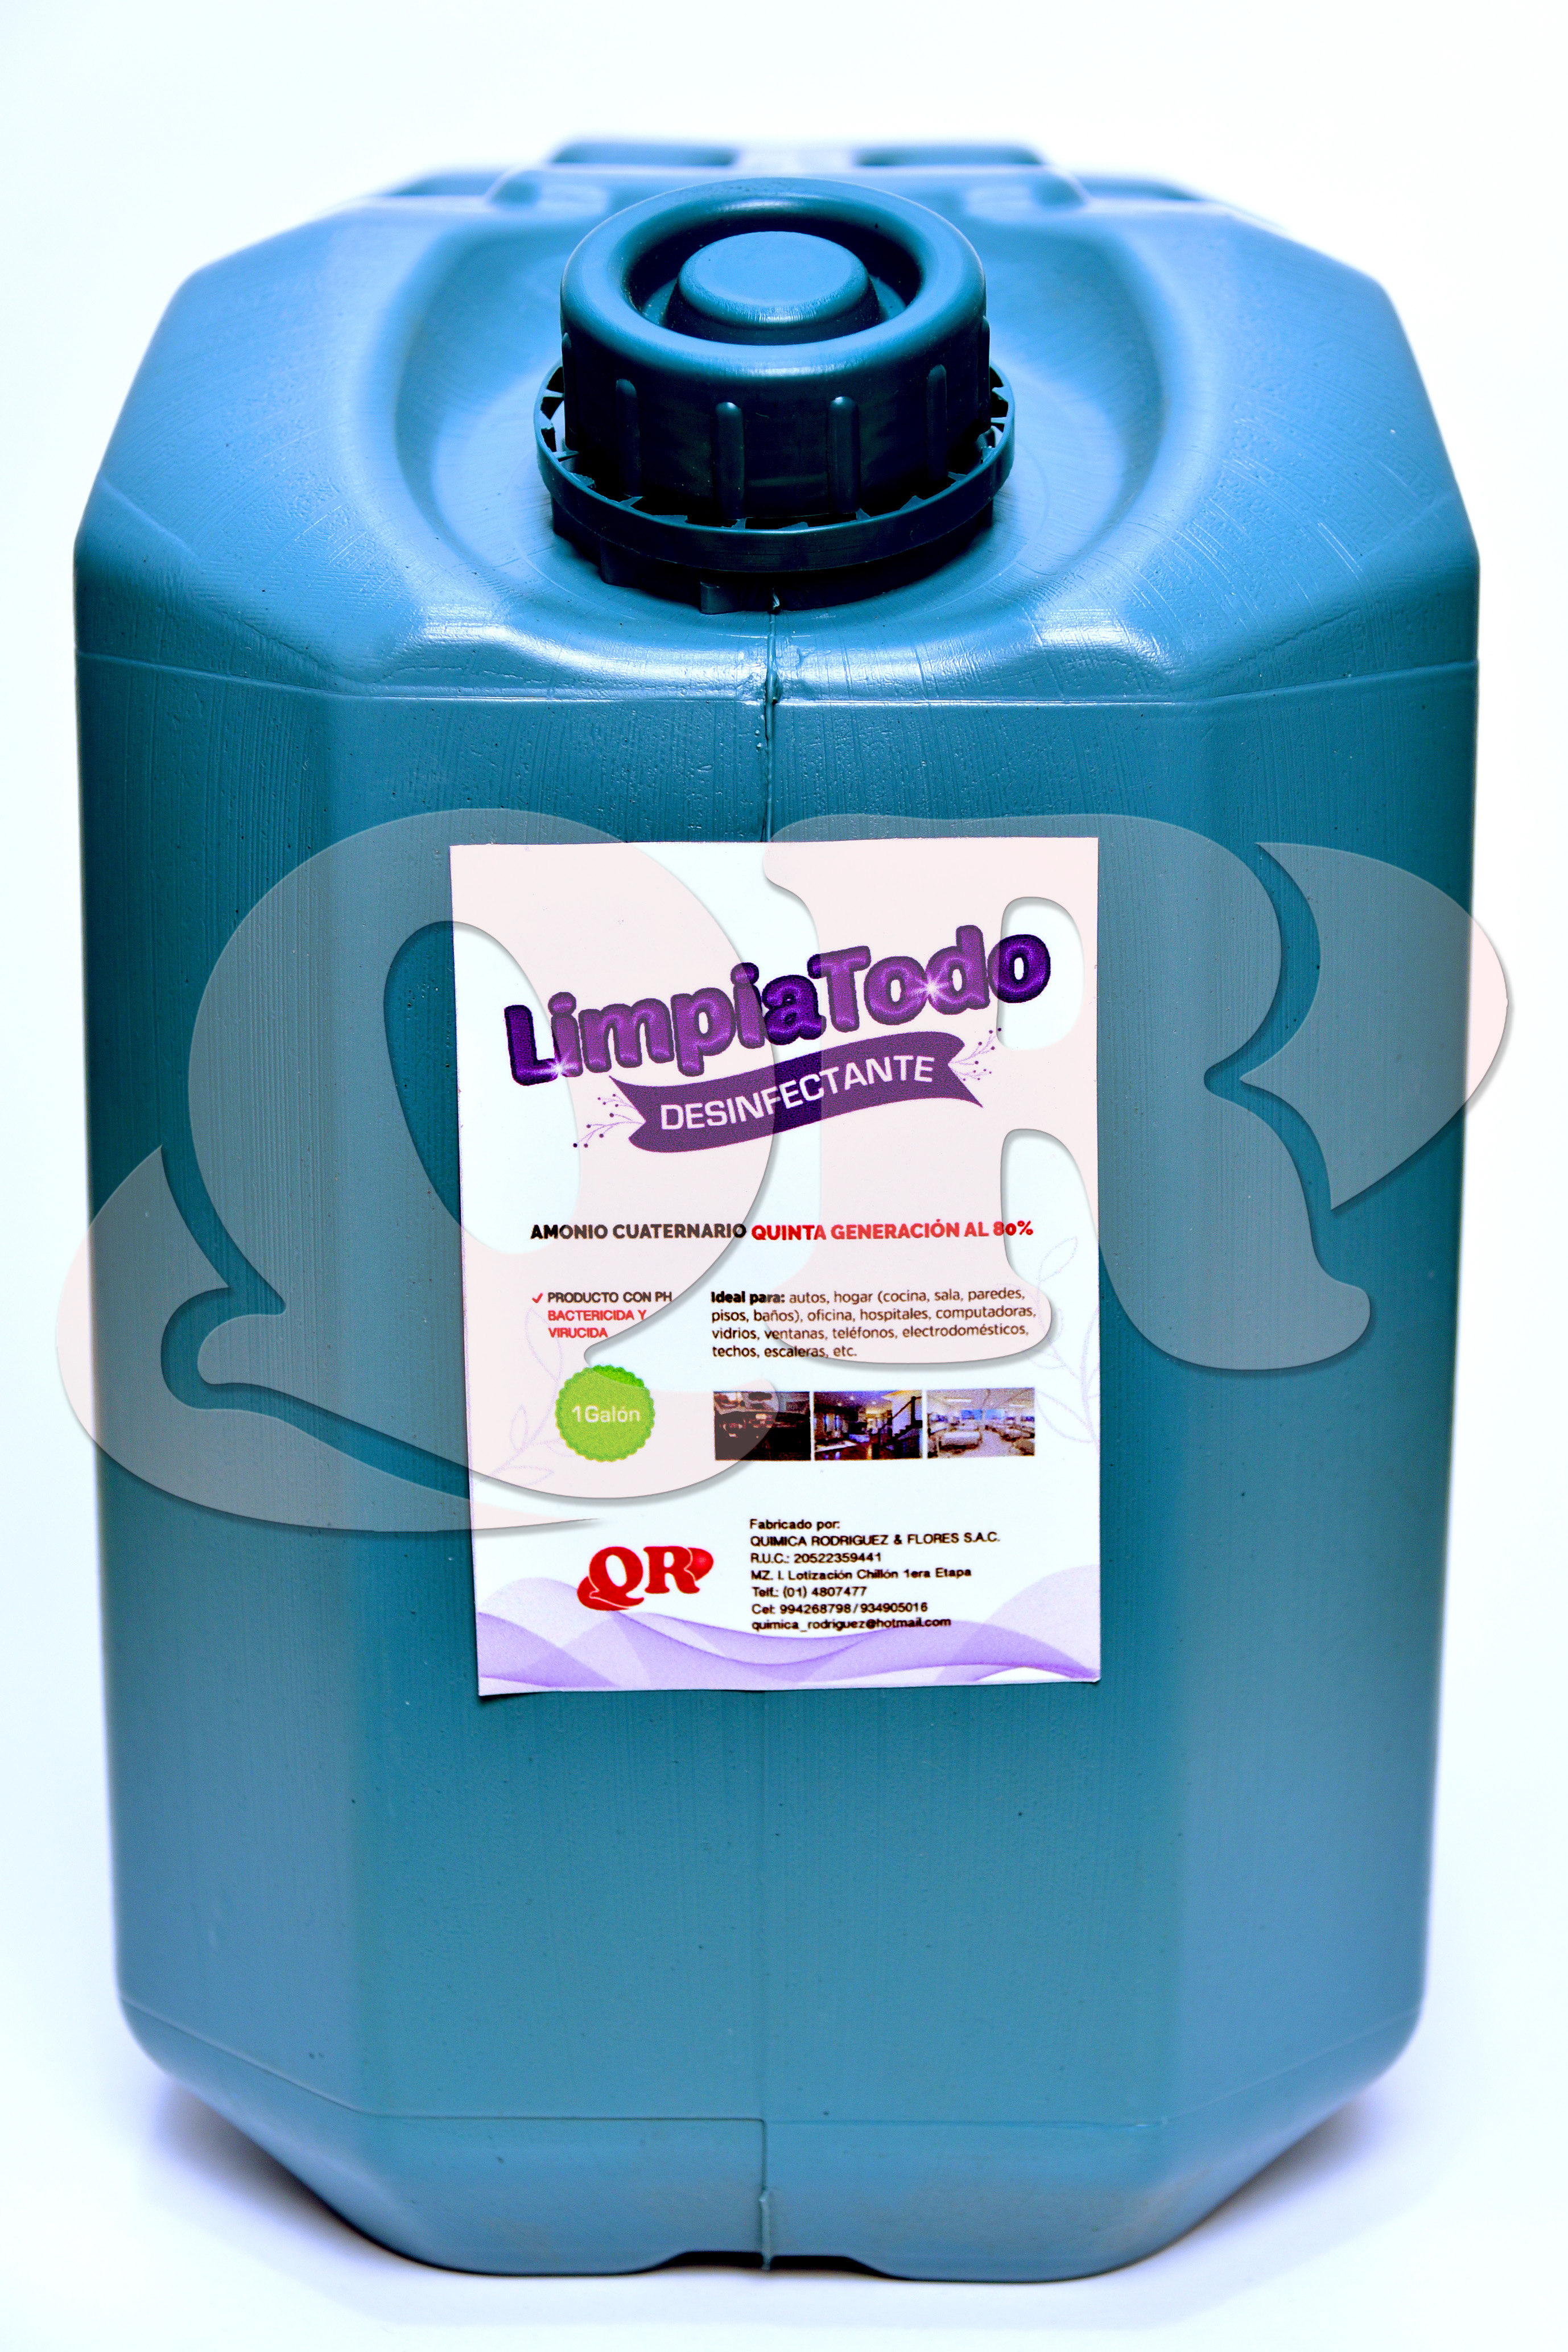 LimpiaTodo
DESINFECTANTE
AMONIO CUATERNARIO QUINTA GENERACIÓN AL 80%
✓ PRODUCTO CON PH
BACTERICIDA Y
VIRUCIDA
1Galón
Ideal para: autos, hogar (cocina, sala, paredes,
pisos, baños), oficina, hospitales, computadoras,
vidrios, ventanas, teléfonos, electrodomésticos,
techos, escaleras, etc.
QR
Fabricado por:
QUIMICA RODRIGUEZ & FLORES S.A.C.
R.U.C.: 20522359441
MZ. I. Lotización Chillón 1era Etapa
Telf.: (01) 4807477
Cel: 994268798/934905016
quimica_rodriguez@hotmail.com
QR